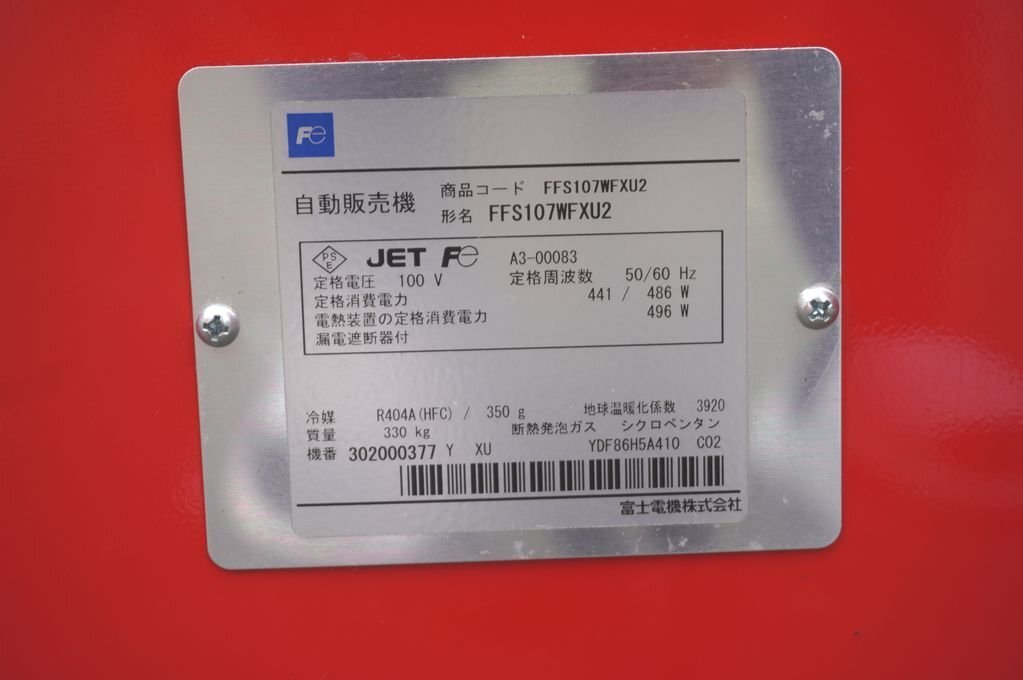 Fe
自動販売機
商品コード FFS107WFXU2
形名 FFS107WFXU2
PS E JET Fe A3-00083
定格電圧 100 V 定格周波数 50/60 Hz
定格消費電力 441 / 486 W
電熱装置の定格消費電力 496 W
漏電遮断器付
冷媒 R404A(HFC) / 350 g 地球温暖化係数 3920
質量 330 kg 断熱発泡ガス シクロペンタン
機番 302000377 Y XU YDF86H5A410 C02
富士電機株式会社